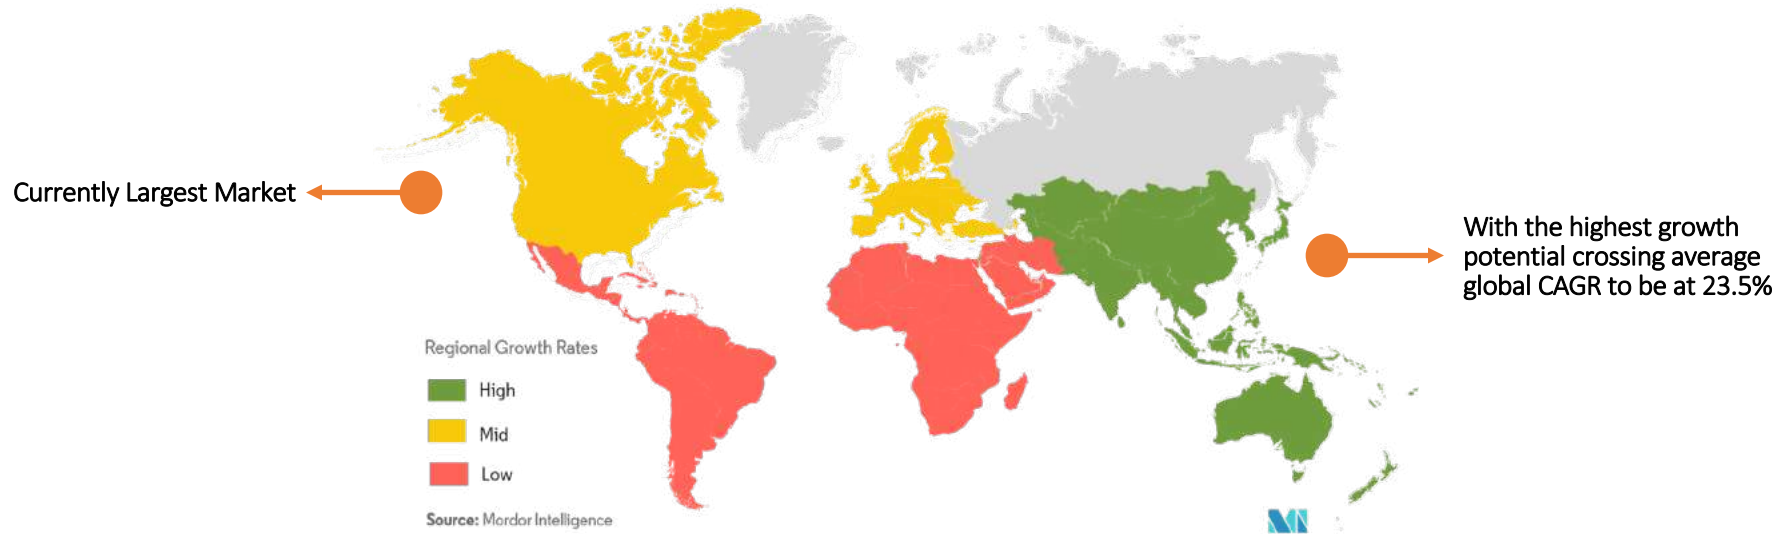 Currently Largest Market
With the highest growth
potential crossing average
global CAGR to be at 23.5%
Regional Growth Rates
High
Mid
Low
Source: Mordor Intelligence